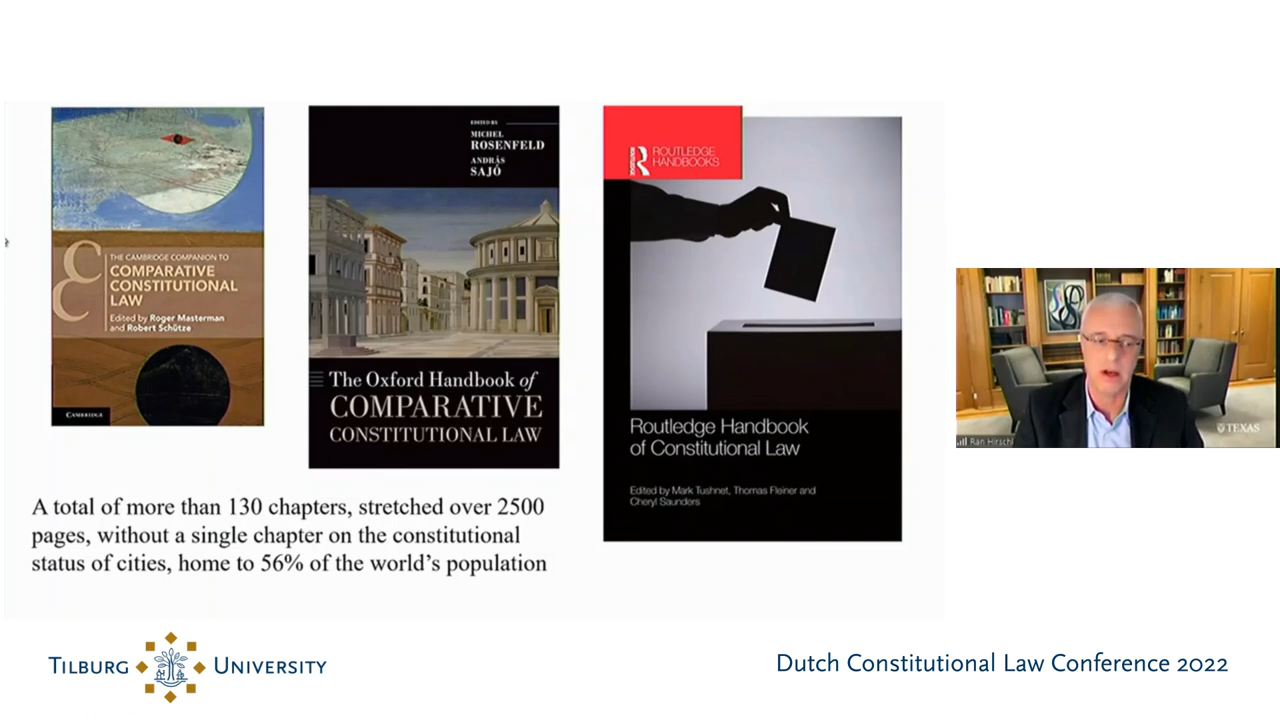 THE CAMBRIDGE COMPANION TO
COMPARATIVE
CONSTITUTIONAL
LAW
Edited by Roger Masterman
and Robert Schütze
CAMBRIDGE
EDITED BY
MICHEL
ROSENFELD
ANDRÁS
SAJÓ
The Oxford Handbook of
COMPARATIVE
CONSTITUTIONAL LAW
ROUTLEDGE
ROUTLEDGE
HANDBOOKS
Routledge Handbook
of Constitutional Law
Edited by Mark Tushnet, Thomas Fleiner and
Cheryl Saunders
A total of more than 130 chapters, stretched over 2500
pages, without a single chapter on the constitutional
status of cities, home to 56% of the world’s population
TEXAS
Ran Hirschl
TILBURG UNIVERSITY
Dutch Constitutional Law Conference 2022